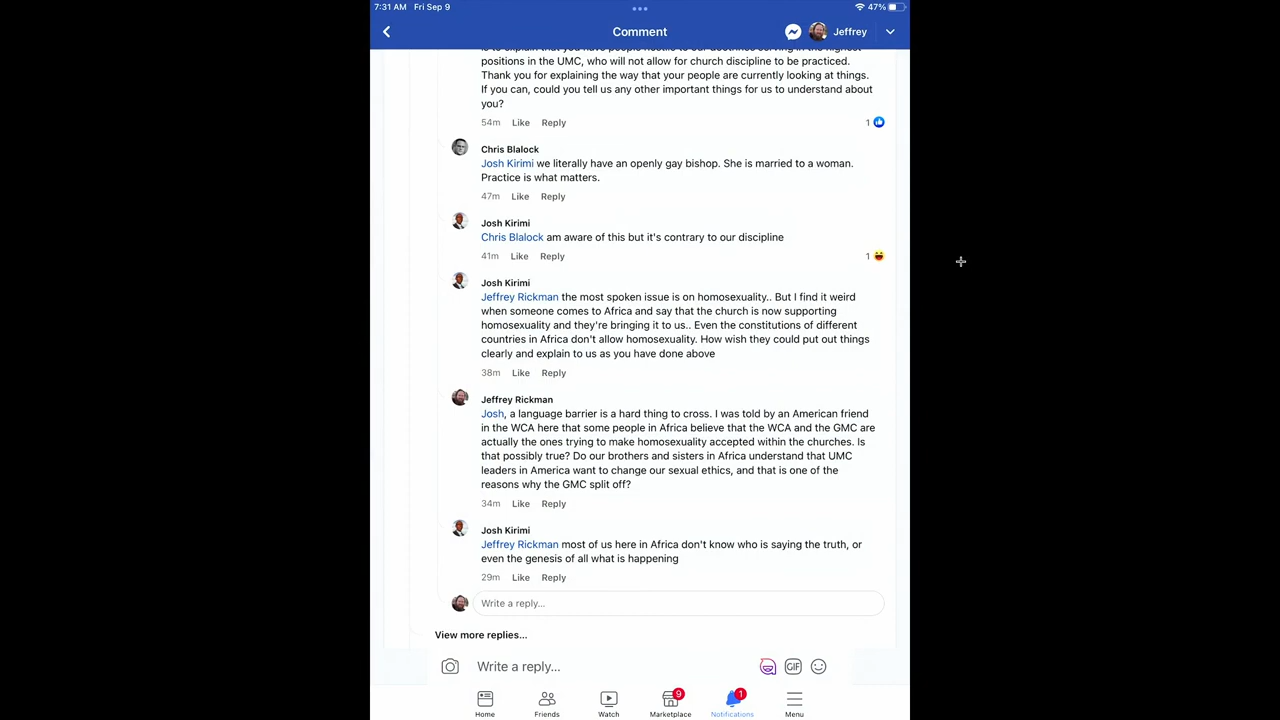 7:31 AM Fri Sep 9
47%
Comment
Jeffrey
is to explain that you have people hostile to our doctrines serving in the highest
positions in the UMC, who will not allow for church discipline to be practiced.
Thank you for explaining the way that your people are currently looking at things.
If you can, could you tell us any other important things for us to understand about
you?
54m Like Reply
1
Chris Blalock
Josh Kirimi we literally have an openly gay bishop. She is married to a woman.
Practice is what matters.
47m Like Reply
Josh Kirimi
Chris Blalock am aware of this but it's contrary to our discipline
41m Like Reply
1
Josh Kirimi
Jeffrey Rickman the most spoken issue is on homosexuality.. But I find it weird
when someone comes to Africa and say that the church is now supporting
homosexuality and they're bringing it to us.. Even the constitutions of different
countries in Africa don't allow homosexuality. How wish they could put out things
clearly and explain to us as you have done above
38m Like Reply
Jeffrey Rickman
Josh, a language barrier is a hard thing to cross. I was told by an American friend
in the WCA here that some people in Africa believe that the WCA and the GMC are
actually the ones trying to make homosexuality accepted within the churches. Is
that possibly true? Do our brothers and sisters in Africa understand that UMC
leaders in America want to change our sexual ethics, and that is one of the
reasons why the GMC split off?
34m Like Reply
Josh Kirimi
Jeffrey Rickman most of us here in Africa don't know who is saying the truth, or
even the genesis of all what is happening
29m Like Reply
Write a reply...
View more replies...
Write a reply...
GIF
9
1
Home
Friends
Watch
Marketplace
Notifications
Menu